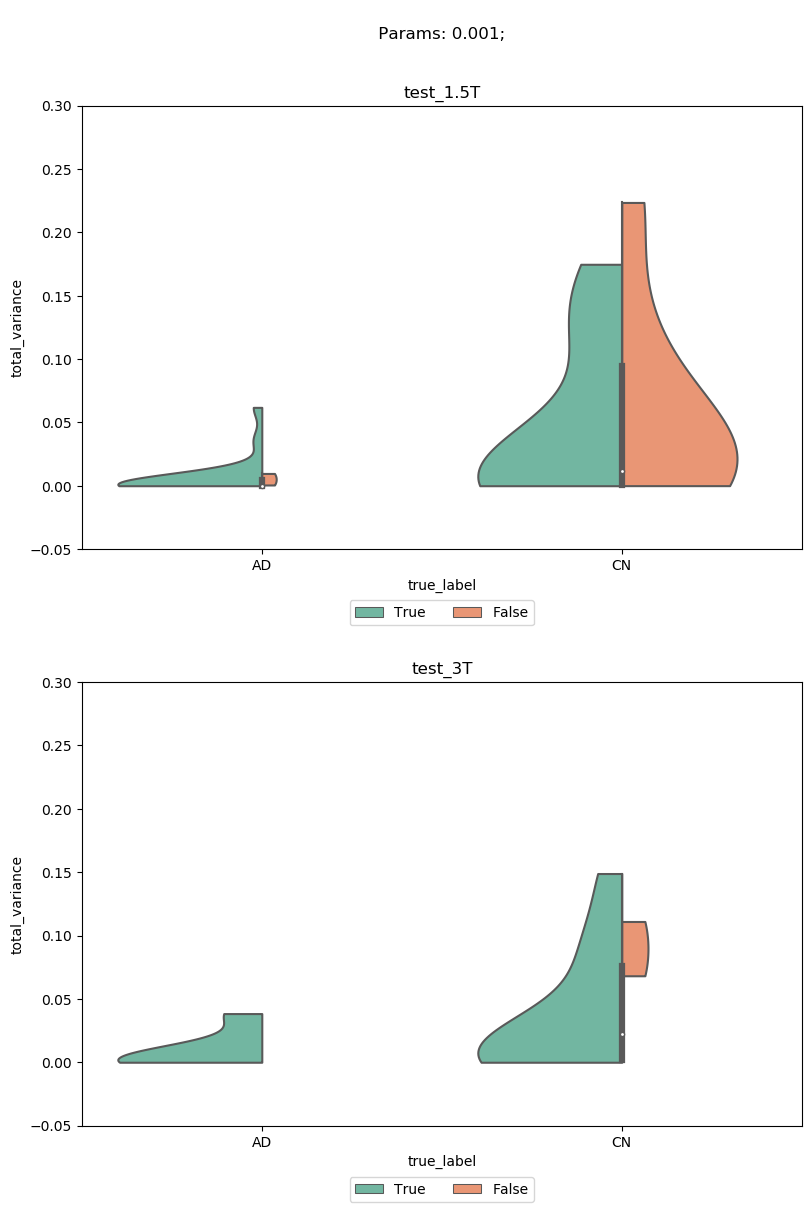 Params: 0.001;
test_1.5T
0.30
0.25
0.20
0.15
0.10
0.05
0.00
−0.05
total_variance
AD CN
true_label
True False
test_3T
0.30
0.25
0.20
0.15
0.10
0.05
0.00
−0.05
total_variance
AD CN
true_label
True False